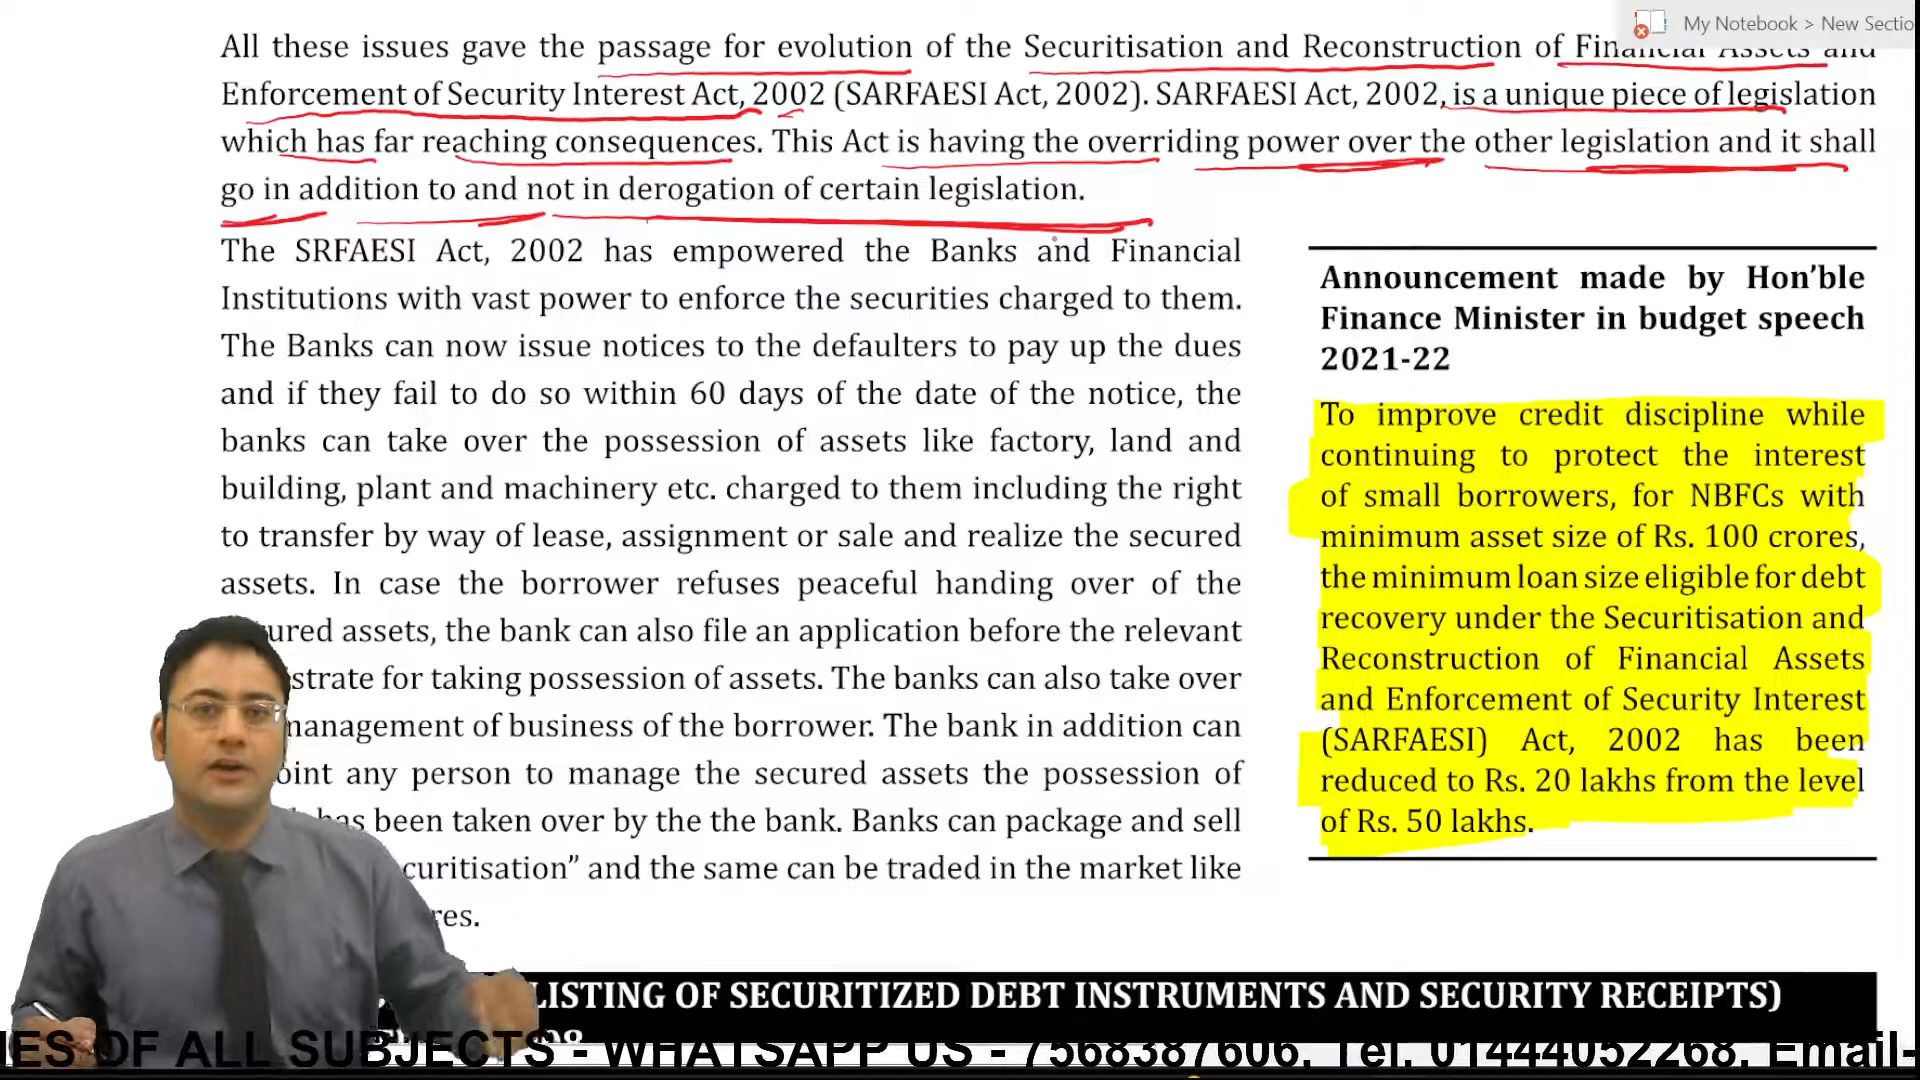 My Notebook > New Sectio
All these issues gave the passage for evolution of the Securitisation and Reconstruction of Financial Assets and
Enforcement of Security Interest Act, 2002 (SARFAESI Act, 2002). SARFAESI Act, 2002, is a unique piece of legislation
which has far reaching consequences. This Act is having the overriding power over the other legislation and it shall
go in addition to and not in derogation of certain legislation.
The SRFAESI Act, 2002 has empowered the Banks and Financial
Institutions with vast power to enforce the securities charged to them.
The Banks can now issue notices to the defaulters to pay up the dues
and if they fail to do so within 60 days of the date of the notice, the
banks can take over the possession of assets like factory, land and
building, plant and machinery etc. charged to them including the right
to transfer by way of lease, assignment or sale and realize the secured
assets. In case the borrower refuses peaceful handing over of the
ured assets, the bank can also file an application before the relevant
strate for taking possession of assets. The banks can also take over
management of business of the borrower. The bank in addition can
oint any person to manage the secured assets the possession of
has been taken over by the the bank. Banks can package and sell
curitisation” and the same can be traded in the market like
res.
Announcement made by Hon’ble
Finance Minister in budget speech
2021-22
To improve credit discipline while
continuing to protect the interest
of small borrowers, for NBFCs with
minimum asset size of Rs. 100 crores,
the minimum loan size eligible for debt
recovery under the Securitisation and
Reconstruction of Financial Assets
and Enforcement of Security Interest
(SARFAESI) Act, 2002 has been
reduced to Rs. 20 lakhs from the level
of Rs. 50 lakhs.
LISTING OF SECURITIZED DEBT INSTRUMENTS AND SECURITY RECEIPTS)
IES OF ALL SUBJECTS - WHATSAPP US - 7568387606, Tel. 01444052268, Email-